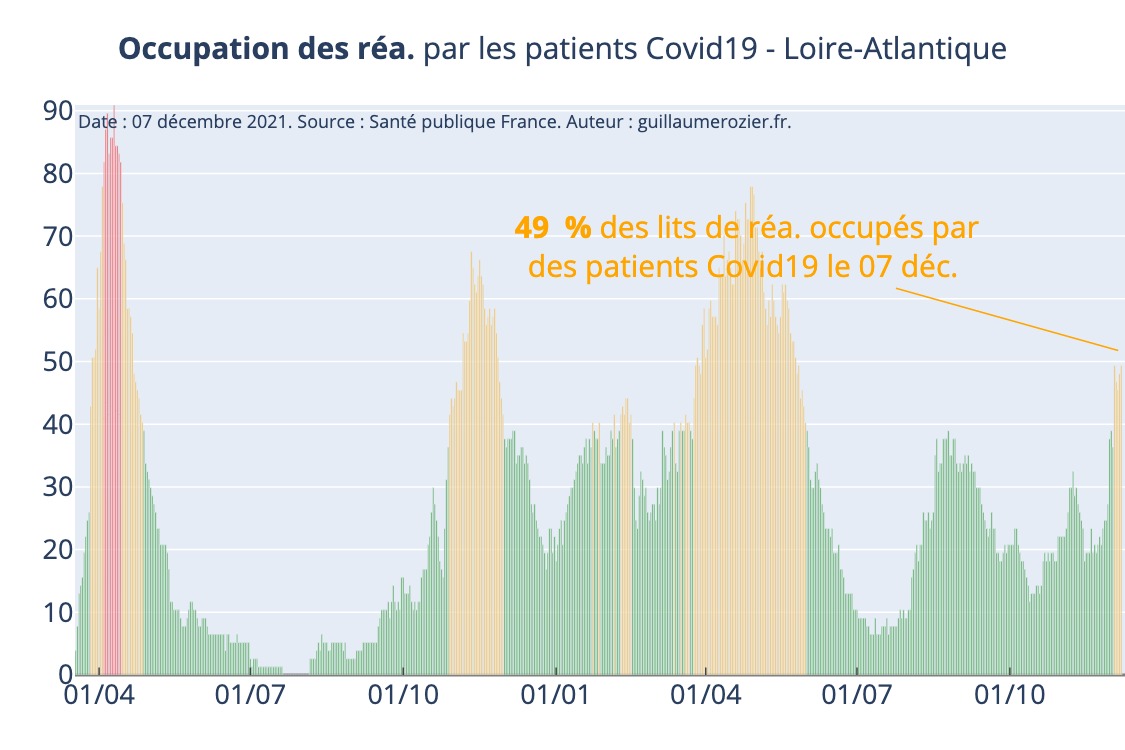 Occupation des réa. par les patients Covid19 - Loire-Atlantique
90
Date : 07 décembre 2021. Source : Santé publique France. Auteur : guillaumerozier.fr.
80
70
49 % des lits de réa. occupés par
des patients Covid19 le 07 déc.
60
50
40
30
20
10
0
01/04 01/07 01/10 01/01 01/04 01/07 01/10